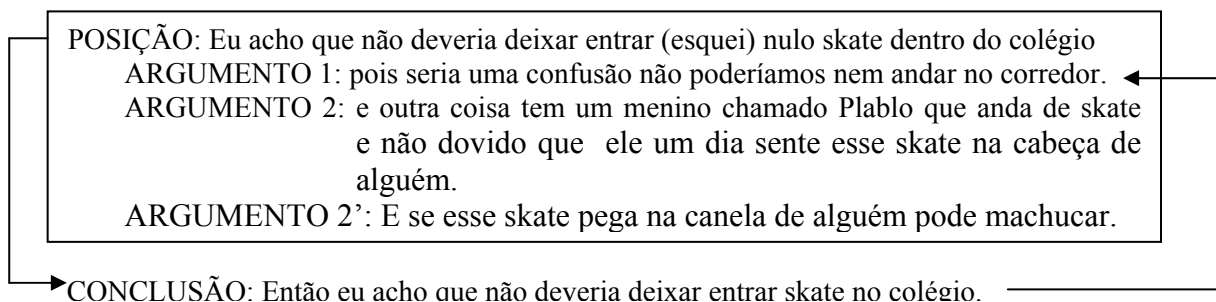 POSIÇÃO: Eu acho que não deveria deixar entrar (esquei) nulo skate dentro do colégio
ARGUMENTO 1: pois seria uma confusão não poderíamos nem andar no corredor.
ARGUMENTO 2: e outra coisa tem um menino chamado Plablo que anda de skate
e não dovido que ele um dia sente esse skate na cabeça de
alguém.
ARGUMENTO 2’: E se esse skate pega na canela de alguém pode machucar.
CONCLUSÃO: Então eu acho que não deveria deixar entrar skate no colégio.